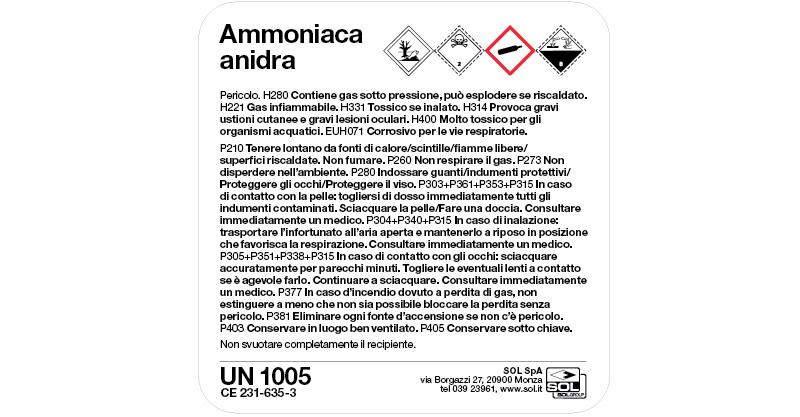 Ammoniaca
anidra
2
8
Pericolo. H280 Contiene gas sotto pressione, può esplodere se riscaldato.
H221 Gas infiammabile. H331 Tossico se inalato. H314 Provoca gravi
ustioni cutanee e gravi lesioni oculari. H400 Molto tossico per gli
organismi acquatici. EUH071 Corrosivo per le vie respiratorie.
P210 Tenere lontano da fonti di calore/scintille/fiamme libere/
superfici riscaldate. Non fumare. P260 Non respirare il gas. P273 Non
disperdere nell'ambiente. P280 Indossare guanti/indumenti protettivi/
Proteggere gli occhi/Proteggere il viso. P303+P361+P353+P315 In caso
di contatto con la pelle: togliersi di dosso immediatamente tutti gli
indumenti contaminati. Sciacquare la pelle/Fare una doccia. Consultare
immediatamente un medico. P304+P340+P315 In caso di inalazione:
trasportare l'infortunato all'aria aperta e mantenerlo a riposo in posizione
che favorisca la respirazione. Consultare immediatamente un medico.
P305+P351+P338+P315 In caso di contatto con gli occhi: sciacquare
accuratamente per parecchi minuti. Togliere le eventuali lenti a contatto
se è agevole farlo. Continuare a sciacquare. Consultare immediatamente
un medico. P377 In caso d'incendio dovuto a perdita di gas, non
estinguere a meno che non sia possibile bloccare la perdita senza
pericolo. P381 Eliminare ogni fonte d'accensione se non c'è pericolo.
P403 Conservare in luogo ben ventilato. P405 Conservare sotto chiave.
Non svuotare completamente il recipiente.
UN 1005
CE 231-635-3
SOL SpA
via Borgazzi 27, 20900 Monza
tel 039 23961, www.sol.it
SOL
SOLGROUP